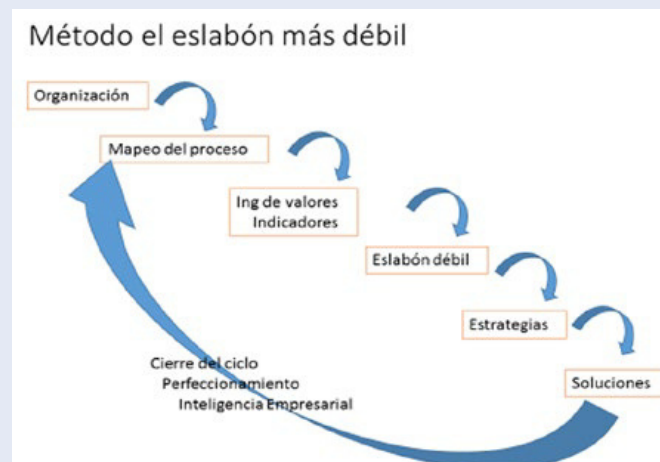 Método el eslabón más débil
Organización
Mapeo del proceso
Ing de valores
Indicadores
Eslabón débil
Estrategias
Soluciones
Cierre del ciclo
Perfeccionamiento
Inteligencia Empresarial